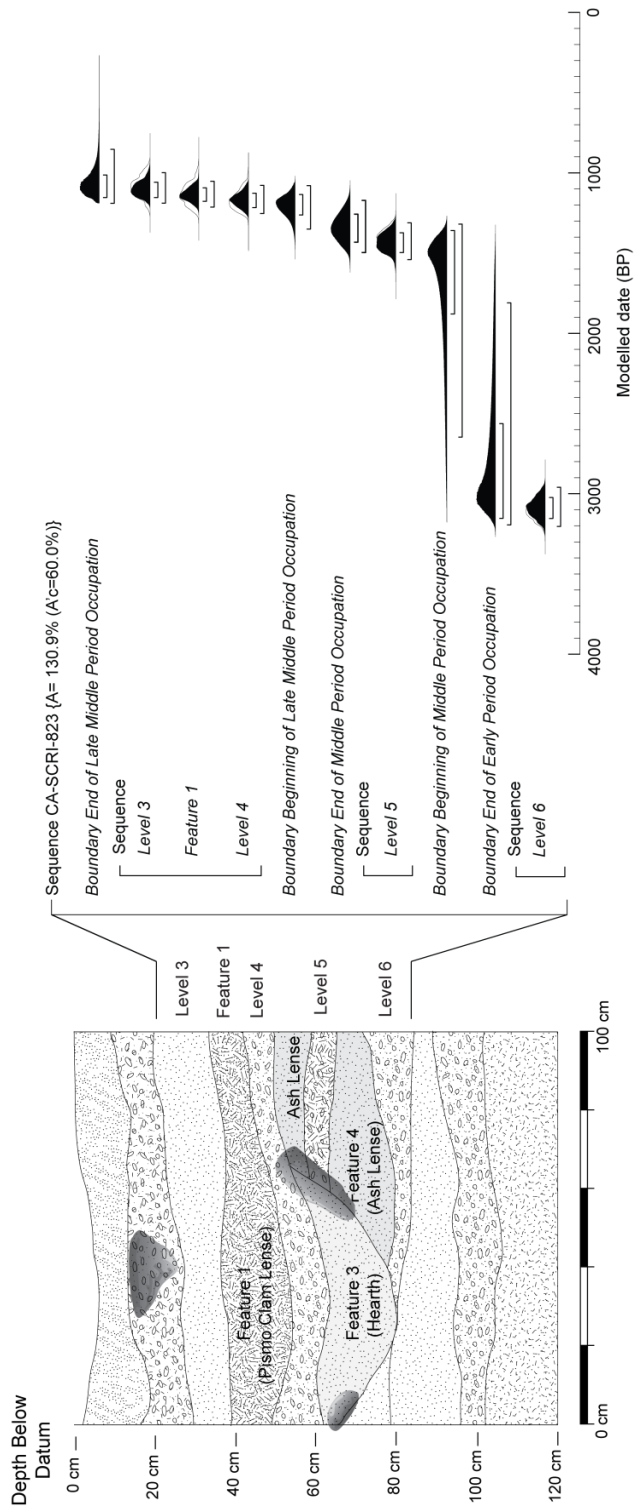 Depth Below
Datum
0 cm
20 cm
40 cm
60 cm
80 cm
100 cm
120 cm
Feature 1
(Pismo Clam Lense)
Ash Lense
Feature 3
(Hearth)
Feature 4
(Ash Lense)
0 cm
100 cm
Level 3
Feature 1
Level 4
Level 5
Level 6
Sequence CA-SCRI-823 {A= 130.9% (A'c=60.0%)}
Boundary End of Late Middle Period Occupation
Sequence
Level 3
Feature 1
Level 4
Boundary Beginning of Late Middle Period Occupation
Boundary End of Middle Period Occupation
Sequence
Level 5
Boundary Beginning of Middle Period Occupation
Boundary End of Early Period Occupation
Sequence
Level 6
4000
3000
2000
1000
0
Modelled date (BP)